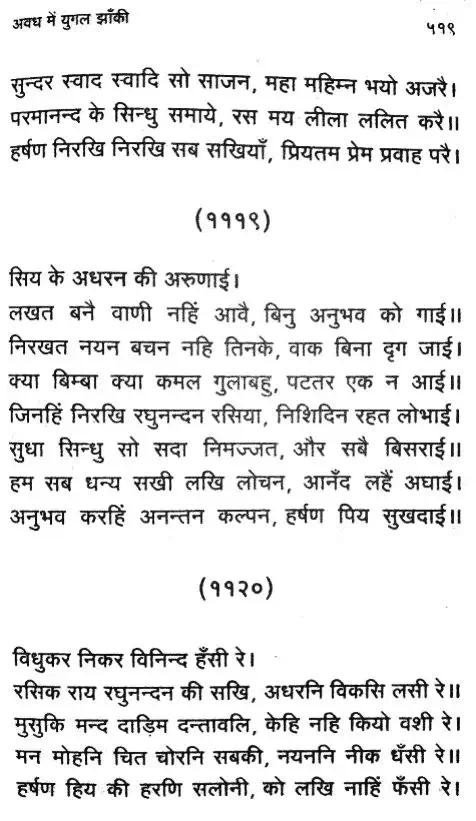 अवध में युगल झाँकी
५१९
सुन्दर स्वाद स्वादि सो साजन, महा महिम्न भयो अजरै।
परमानन्द के सिन्धु समाये, रस मय लीला ललित करै॥
हर्षण निरखि निरखि सब सखियाँ, प्रियतम प्रेम प्रवाह परै।
(१११९)
सिय के अधरन की अरुणाई।
लखत बनै वाणी नहिं आवै, बिनु अनुभव को गाई॥
निरखत नयन बचन नहि तिनके, वाक बिना दृग जाई।
क्या बिम्बा क्या कमल गुलाबहु, पटतर एक न आई॥
जिनहिं निरखि रघुनन्दन रसिया, निशिदिन रहत लोभाई।
सुधा सिन्धु सो सदा निमज्जत, और सबै बिसराई॥
हम सब धन्य सखी लखि लोचन, आनँद लहैं अघाई।
अनुभव करहिं अनन्तन कल्पन, हर्षण पिय सुखदाई॥
(११२०)
विधुकर निकर विनिन्द हँसी रे।
रसिक राय रघुनन्दन की सखि, अधरनि विकसि लसी रे॥
मुसुकि मन्द दाड़िम दन्तावलि, केहि नहि कियो वशी रे।
मन मोहनि चित चोरनि सबकी, नयननि नीक धँसी रे॥
हर्षण हिय की हरणि सलोनी, को लखि नाहिं फँसी रे।